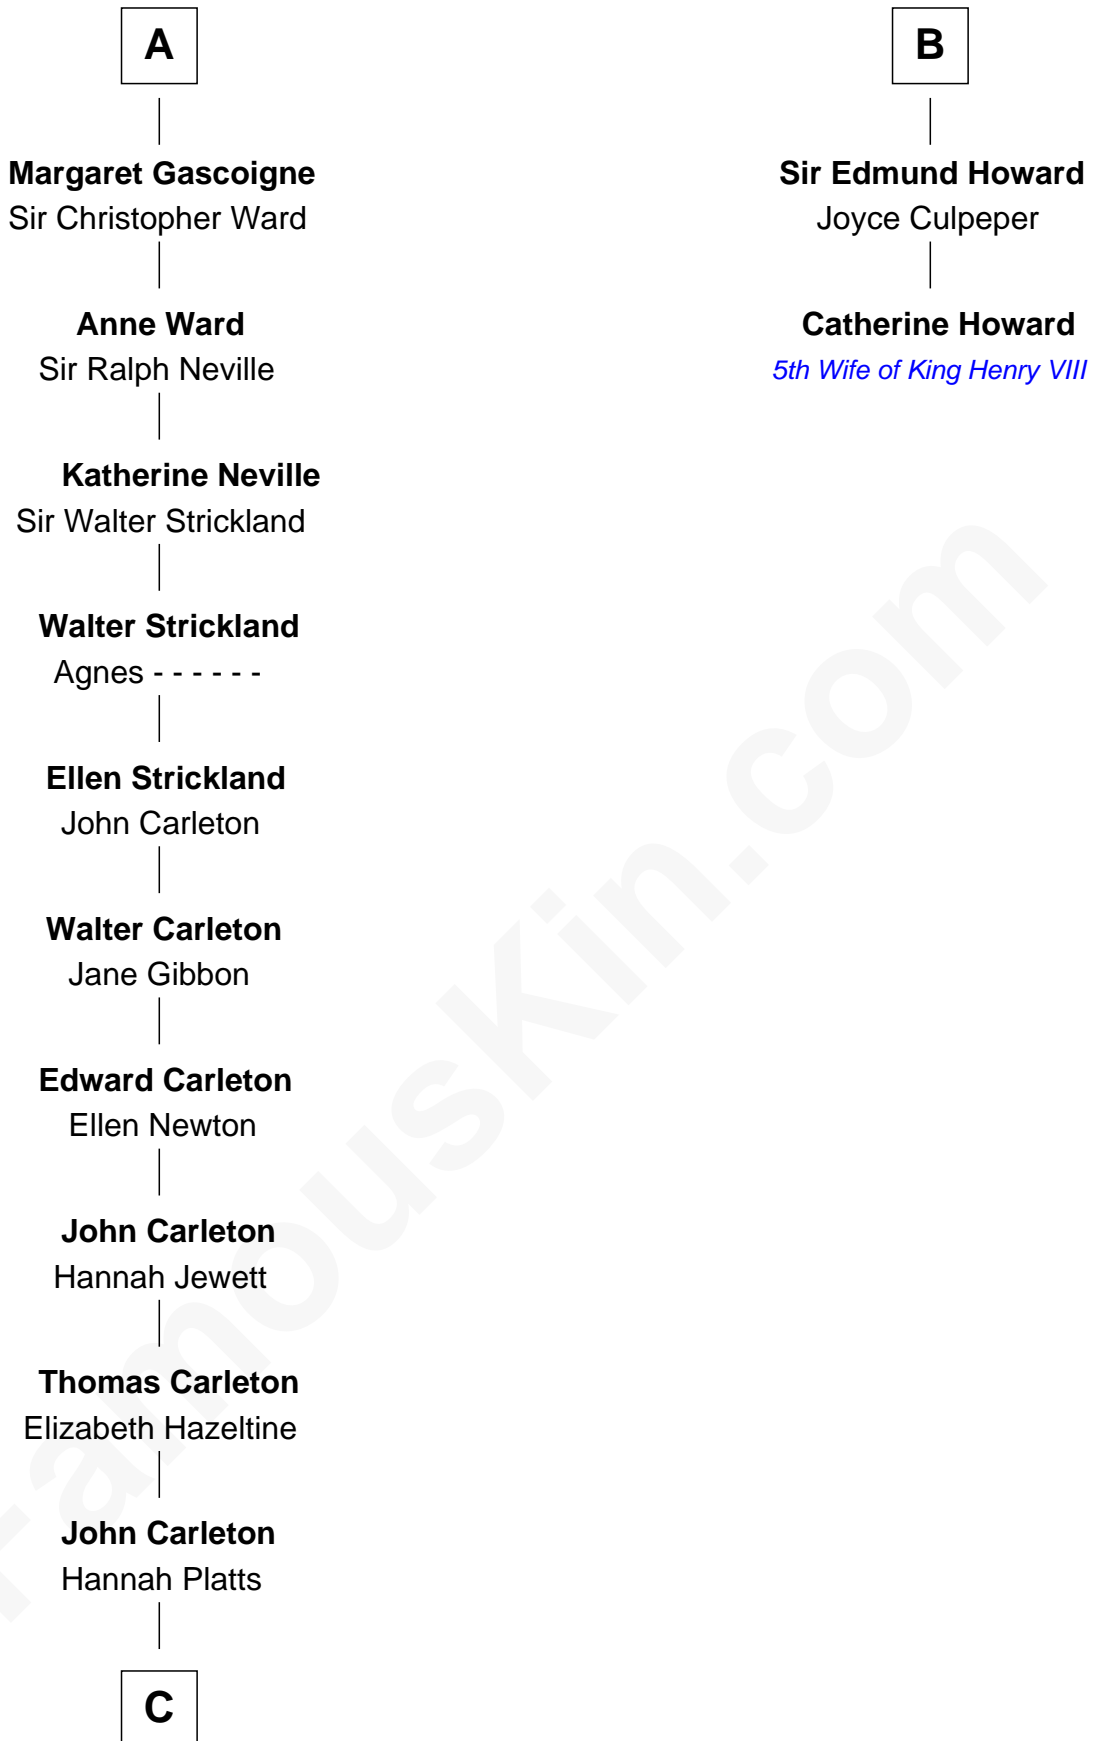 A
Margaret Gascoigne
Sir Christopher Ward
Anne Ward
Sir Ralph Neville
Katherine Neville
Sir Walter Strickland
Walter Strickland
Agnes - - - - - -
Ellen Strickland
John Carleton
Walter Carleton
Jane Gibbon
Edward Carleton
Ellen Newton
John Carleton
Hannah Jewett
Thomas Carleton
Elizabeth Hazeltine
John Carleton
Hannah Platts
C
B
Sir Edmund Howard
Joyce Culpeper
Catherine Howard
5th Wife of King Henry VIII
FamousKin.com